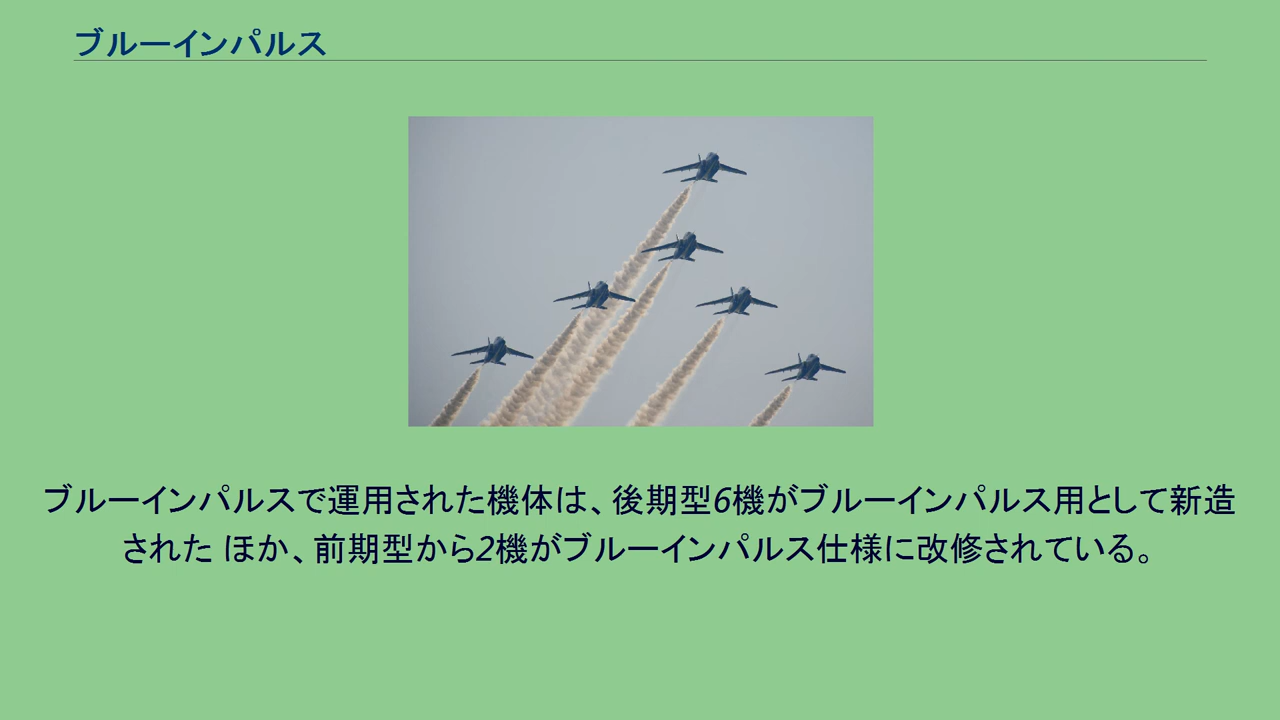 ブルーインパルス
ブルーインパルスで運用された機体は、後期型6機がブルーインパルス用として新造
された ほか、前期型から2機がブルーインパルス仕様に改修されている。